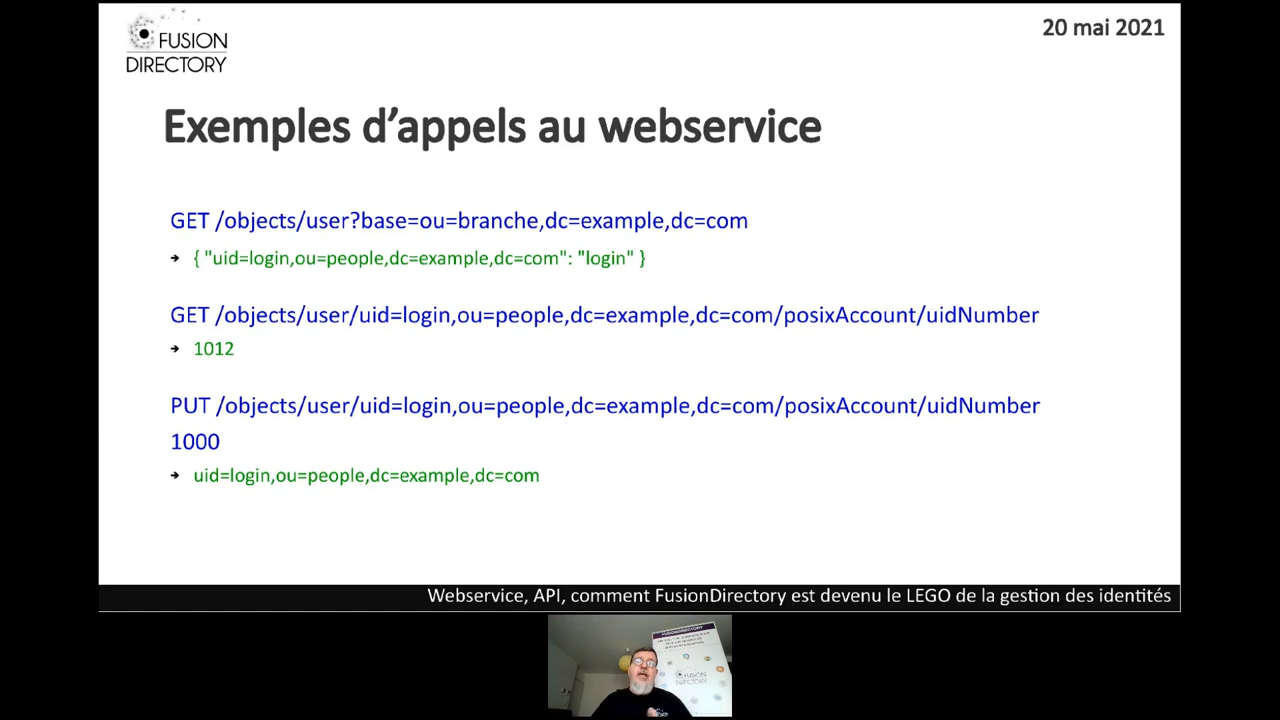 FUSION
DIRECTORY
20 mai 2021
Exemples d’appels au webservice
GET /objects/user?base=ou=branche,dc=example,dc=com
➔ { "uid=login,ou=people,dc=example,dc=com": "login" }
GET /objects/user/uid=login,ou=people,dc=example,dc=com/posixAccount/uidNumber
➔ 1012
PUT /objects/user/uid=login,ou=people,dc=example,dc=com/posixAccount/uidNumber
1000
➔ uid=login,ou=people,dc=example,dc=com
Webservice, API, comment FusionDirectory est devenu le LEGO de la gestion des identités
FUSIONDIRECTORY
FUSION
DIRECTORY